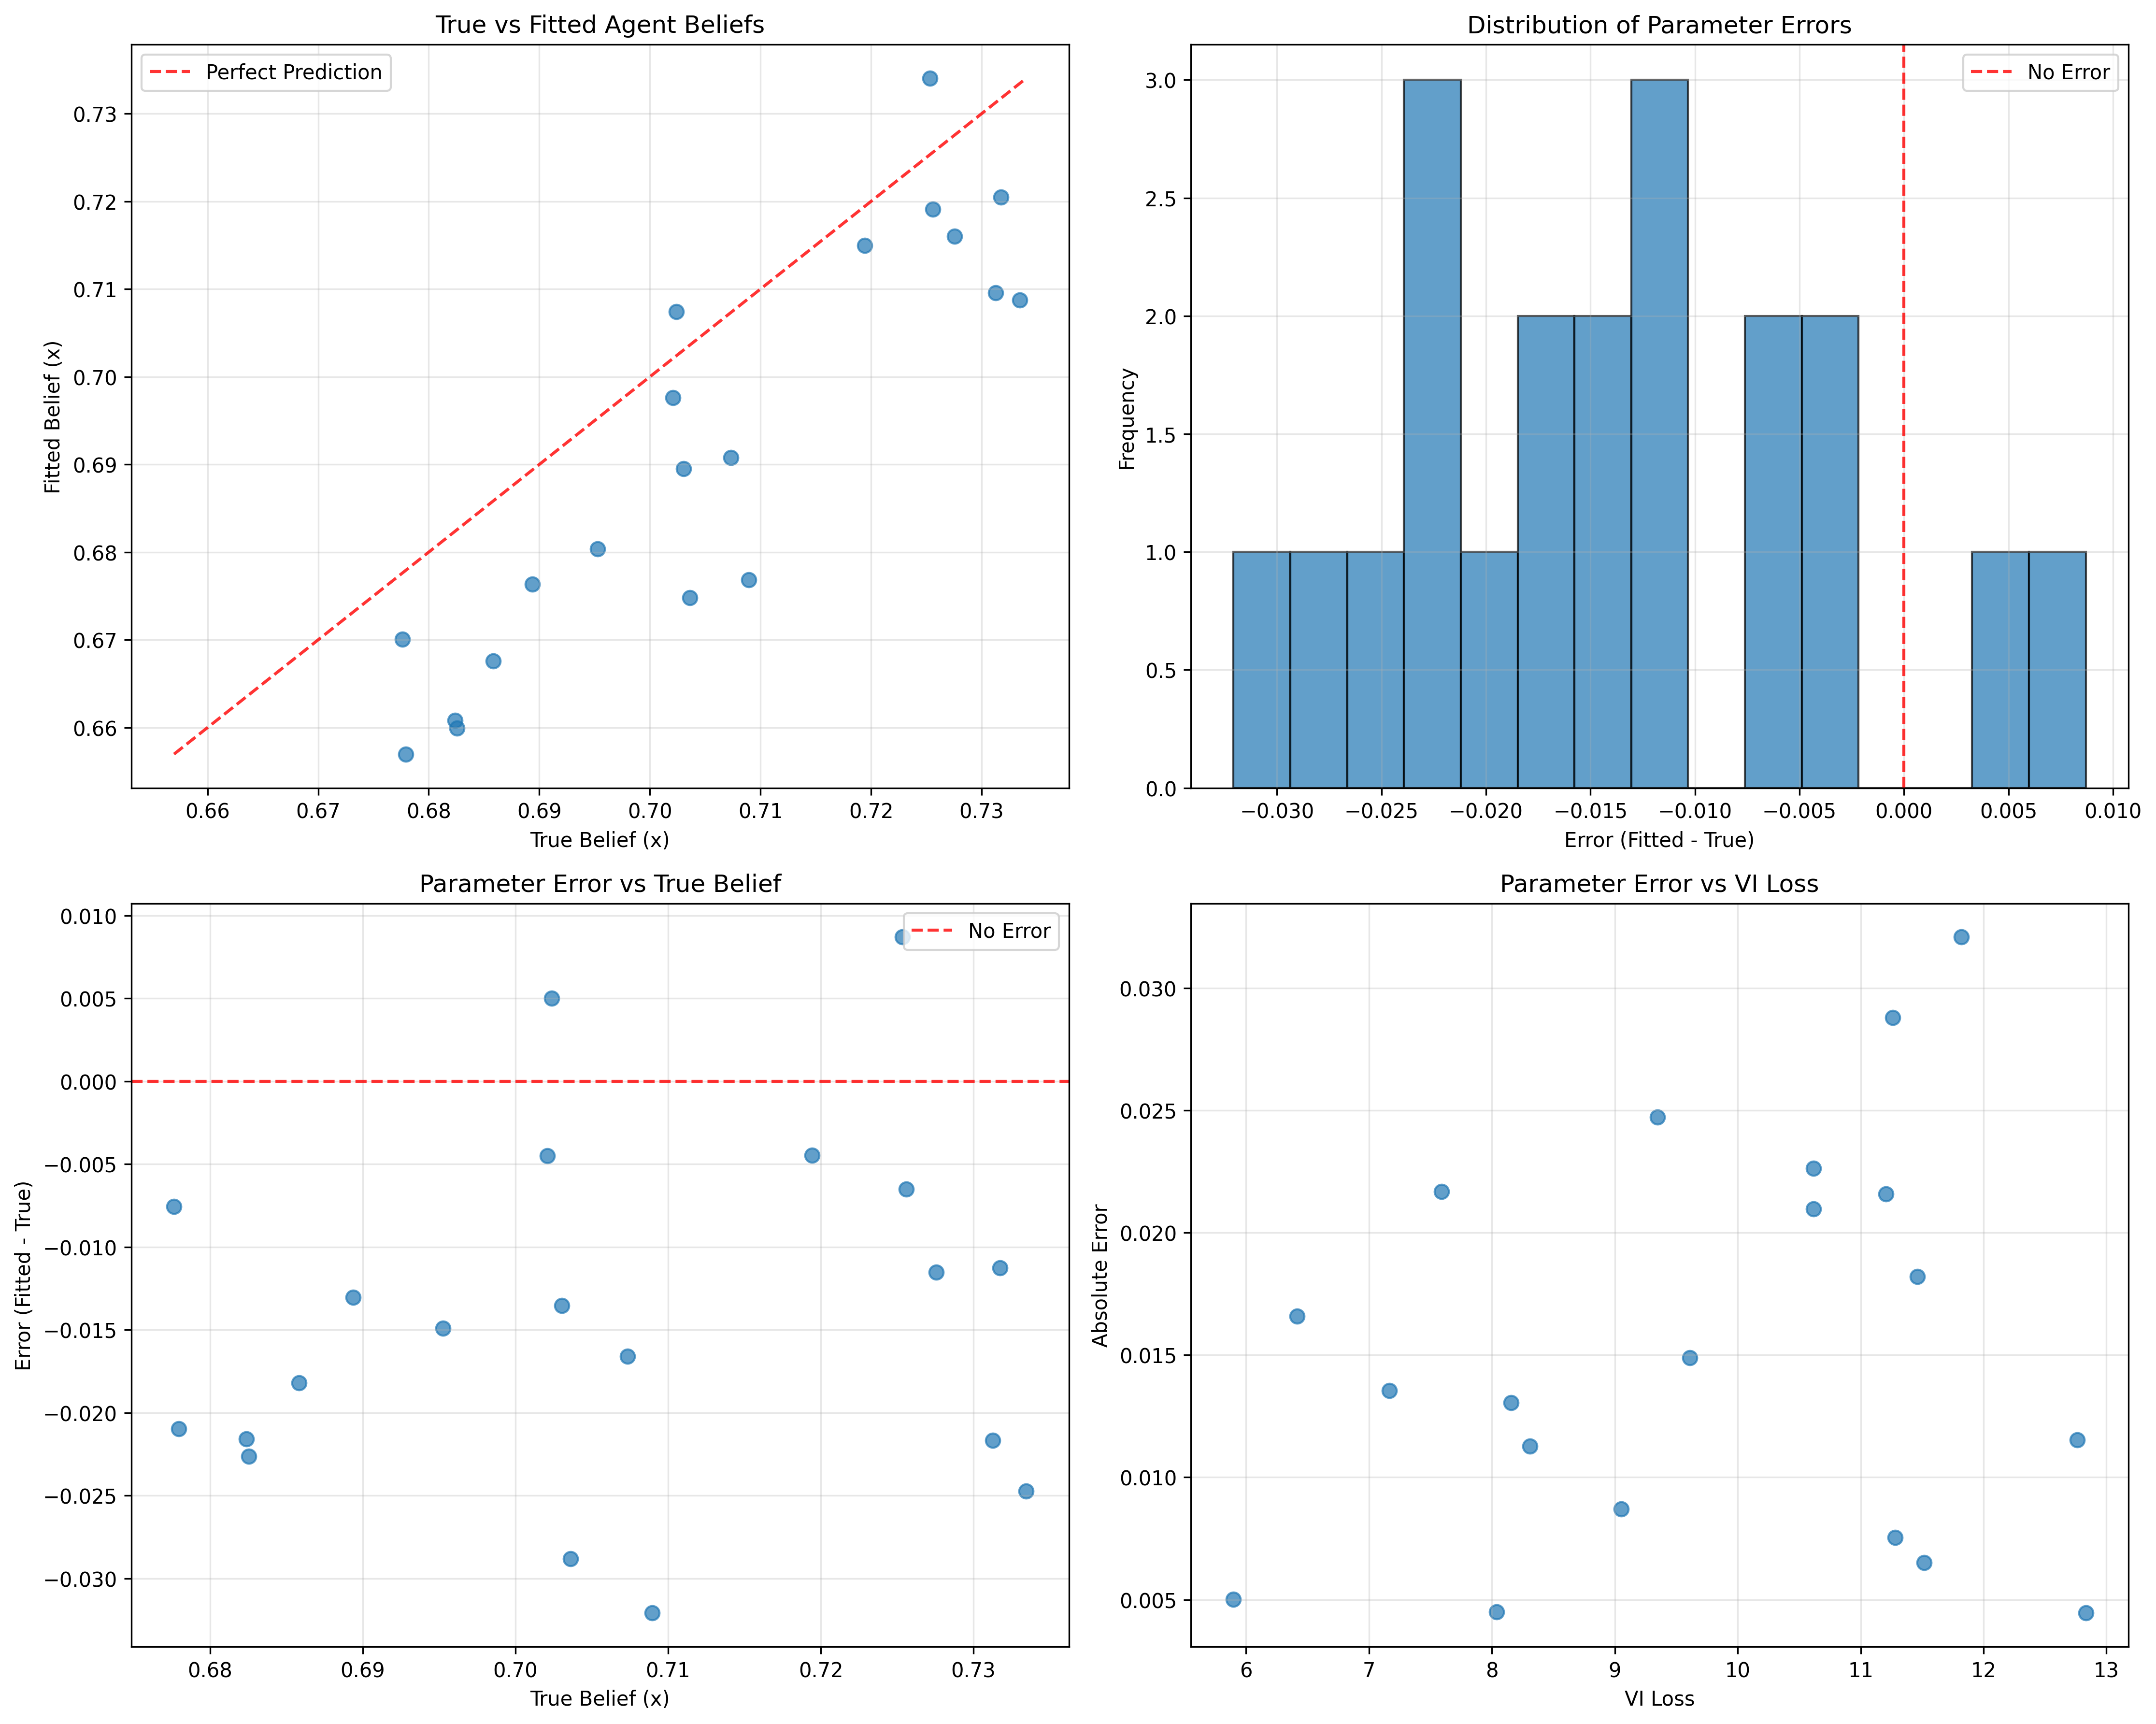 True vs Fitted Agent Beliefs
Perfect Prediction
0.73
0.72
0.71
0.70
0.69
0.68
0.67
0.66
Fitted Belief (x)
0.66 0.67 0.68 0.69 0.70 0.71 0.72 0.73
True Belief (x)
Distribution of Parameter Errors
No Error
3.0
2.5
2.0
1.5
1.0
0.5
0.0
Frequency
−0.030 −0.025 −0.020 −0.015 −0.010 −0.005 0.000 0.005 0.010
Error (Fitted - True)
Parameter Error vs True Belief
No Error
0.010
0.005
0.000
−0.005
−0.010
−0.015
−0.020
−0.025
−0.030
Error (Fitted - True)
0.68 0.69 0.70 0.71 0.72 0.73
True Belief (x)
Parameter Error vs VI Loss
0.030
0.025
0.020
0.015
0.010
0.005
Absolute Error
6 7 8 9 10 11 12 13
VI Loss